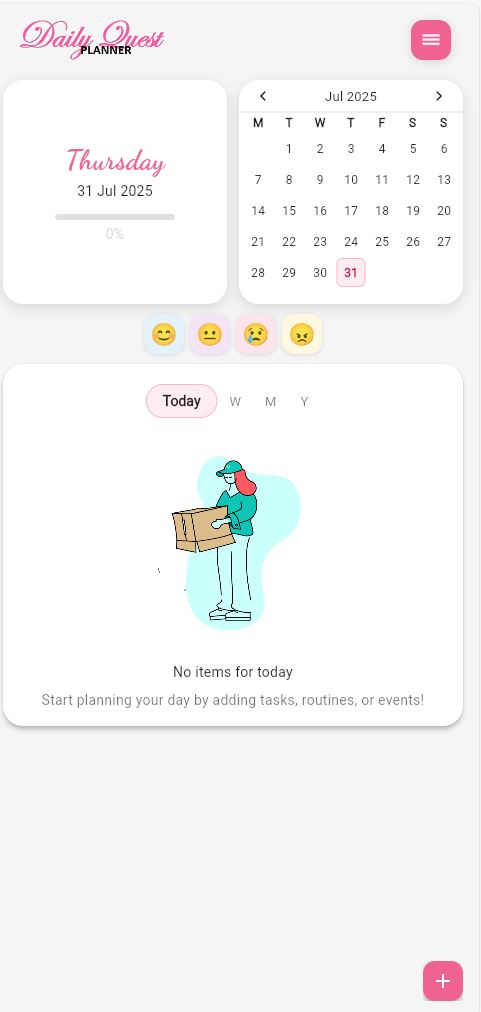 Daily Quest
PLANNER
Thursday
31 Jul 2025
0%
Jul 2025
M T W T F S S
1 2 3 4 5 6
7 8 9 10 11 12 13
14 15 16 17 18 19 20
21 22 23 24 25 26 27
28 29 30 31
Today W M Y
No items for today
Start planning your day by adding tasks, routines, or events!